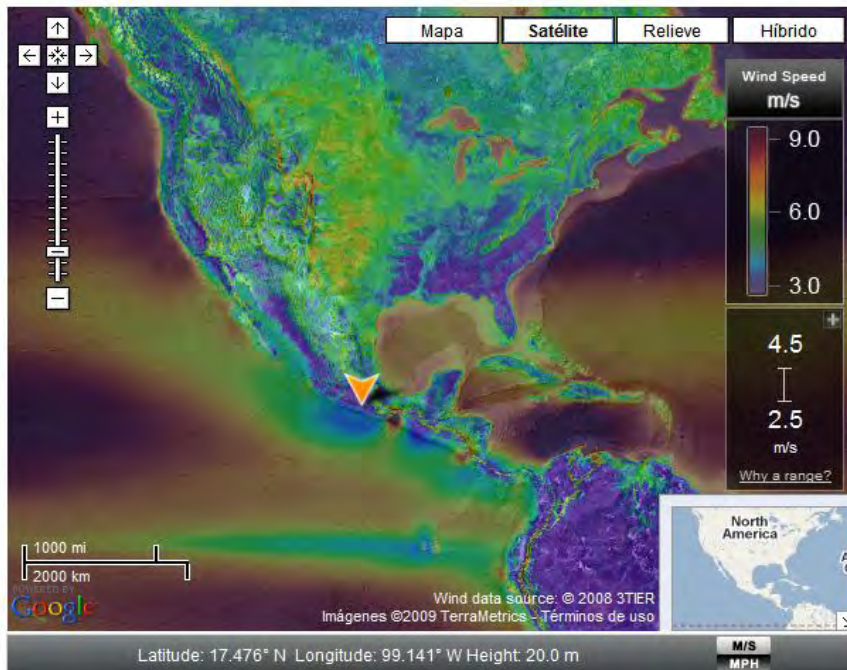 Mapa
Satélite
Relieve
Híbrido
Wind Speed
m/s
9.0
6.0
3.0
4.5
2.5
m/s
Why a range?
North
America
1000 mi
2000 km
POWERED BY
Google
Wind data source: © 2008 3TIER
Imágenes ©2009 TerraMetrics - Términos de uso
Latitude: 17.476° N Longitude: 99.141° W Height: 20.0 m
M/S
MPH